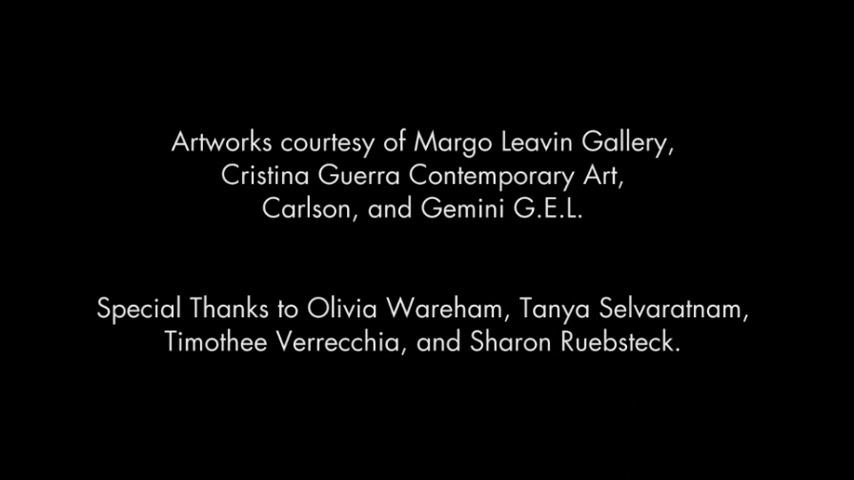 Artworks courtesy of Margo Leavin Gallery,
Cristina Guerra Contemporary Art,
Carlson, and Gemini G.E.L.
Special Thanks to Olivia Wareham, Tanya Selvaratnam,
Timothee Verrecchia, and Sharon Ruebsteck.